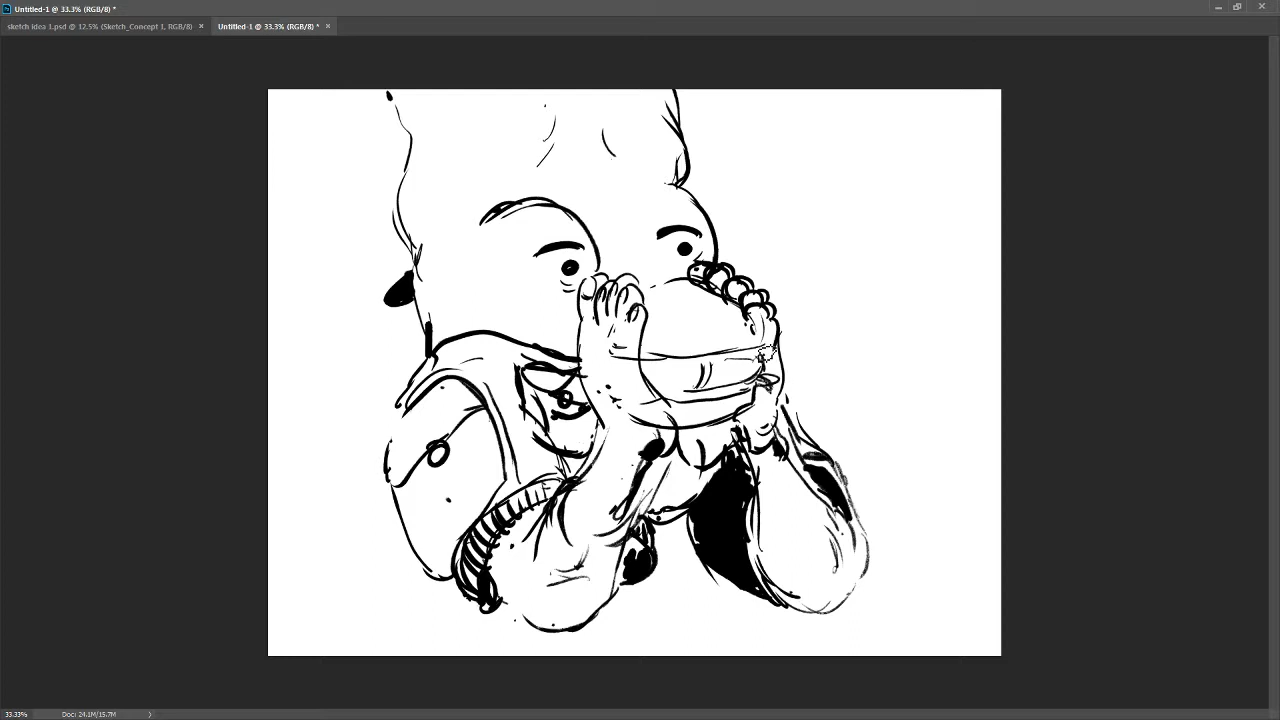 Untitled-1 @ 33.3% (RGB/8) *
sketch idea 1.psd @ 12.5% (Sketch_Concept I, RGB/8) × Untitled-1 @ 33.3% (RGB/8) * ×
33.33% Doc: 24.1M/15.7M